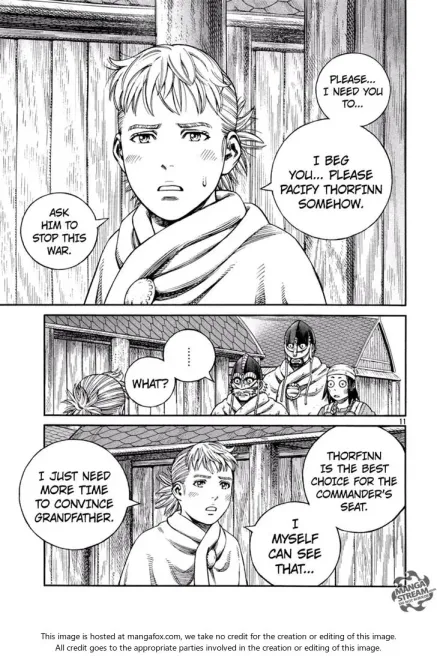 PLEASE...
I NEED YOU
TO...
I BEG
YOU... PLEASE
PACIFY THORFINN
SOMEHOW.
ASK
HIM TO
STOP THIS
WAR.
......
WHAT?
11
THORFINN
IS THE BEST
CHOICE FOR THE
COMMANDER'S
SEAT.
I
MYSELF
CAN SEE
THAT...
I JUST NEED
MORE TIME
TO CONVINCE
GRANDFATHER.
MANGA
STREAM
This image is hosted at mangafox.com, we take no credit for the creation or editing of this image.
All credit goes to the appropriate parties involved in the creation or editing of this image.